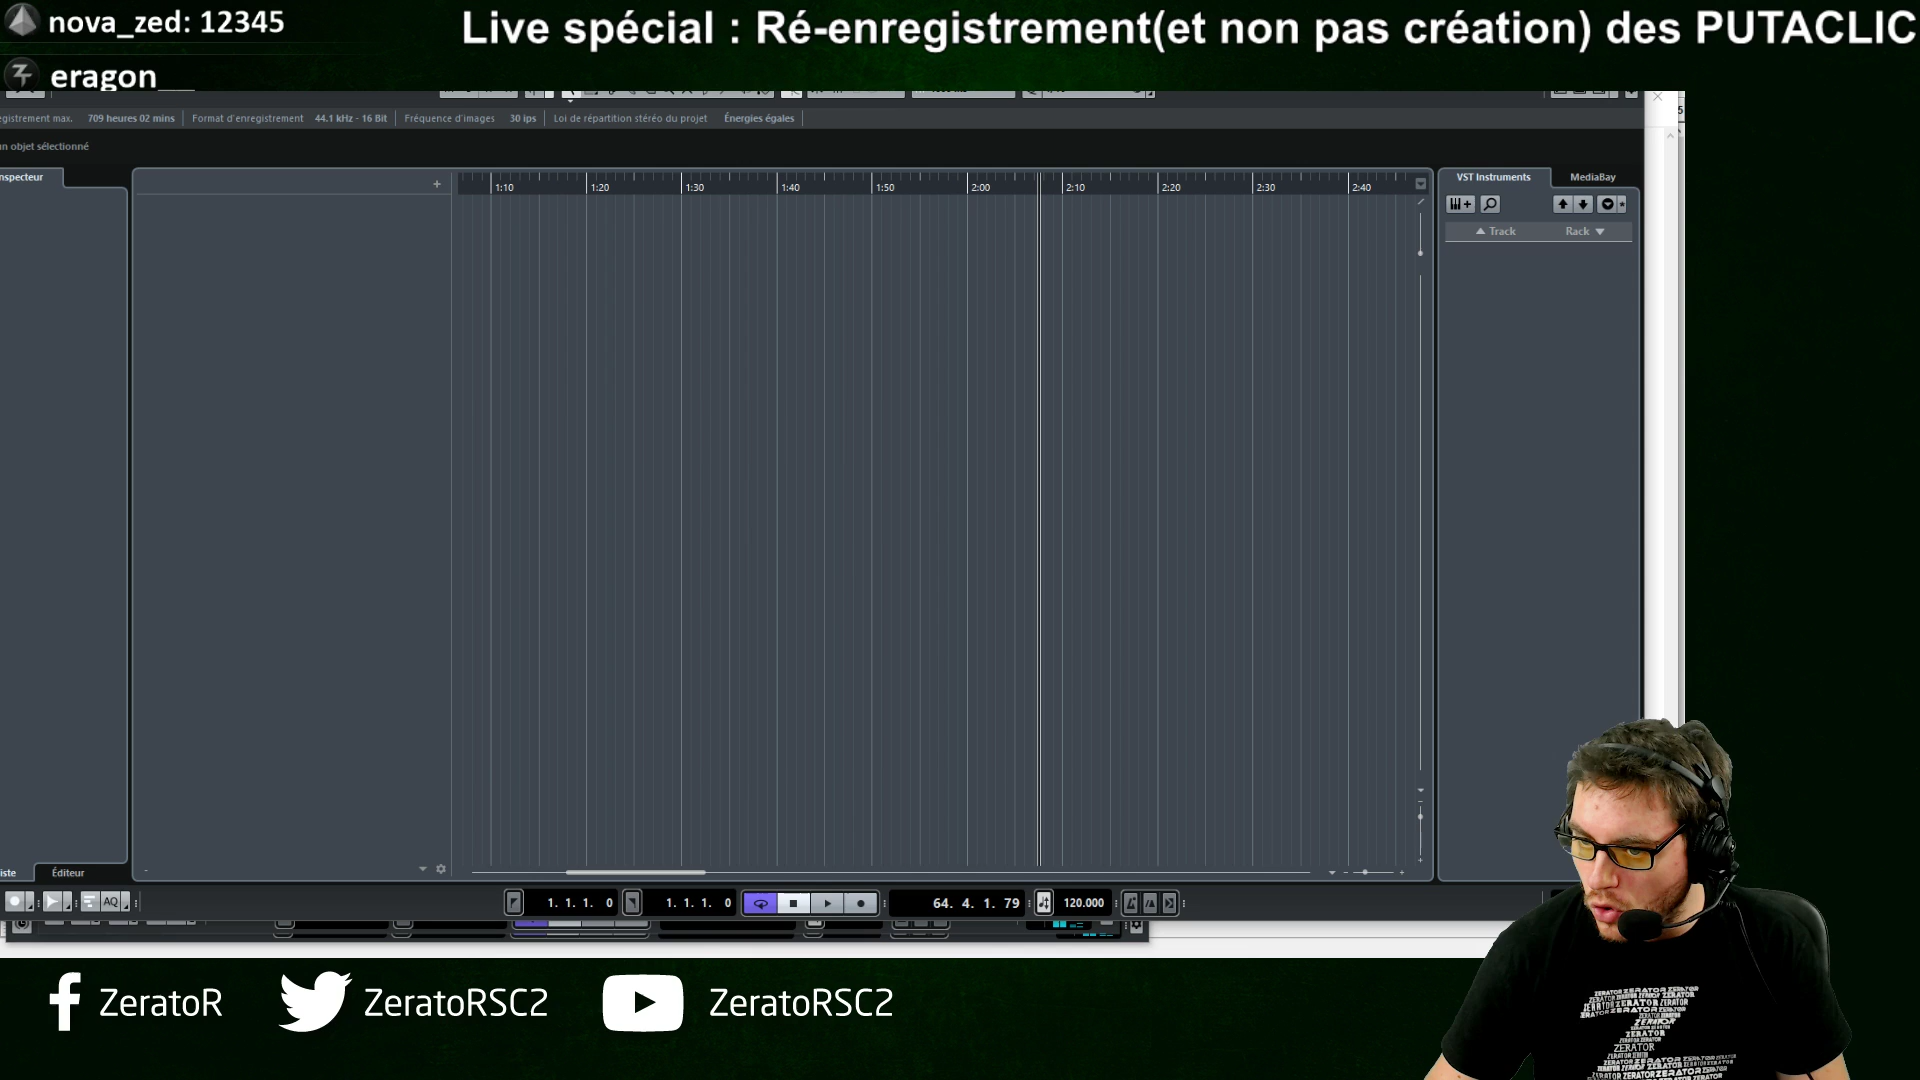 nova_zed: 12345
Live spécial : Ré-enregistrement(et non pas création) des PUTACLIC
eragon__
egistrement max. 709 heures 02 mins Format d'enregistrement 44.1 kHz - 16 Bit Fréquence d'images 30 ips Loi de répartition stéréo du projet Énergies égales
un objet sélectionné
nspecteur
+
1:10 1:20 1:30 1:40 1:50 2:00 2:10 2:20 2:30 2:40
VST Instruments MediaBay
Track Rack
iste Éditeur
AQ 1. 1. 1. 0 1. 1. 1. 0 64. 4. 1. 79 120.000
ZeratoR ZeratoRSC2 ZeratoRSC2
ZERATOR